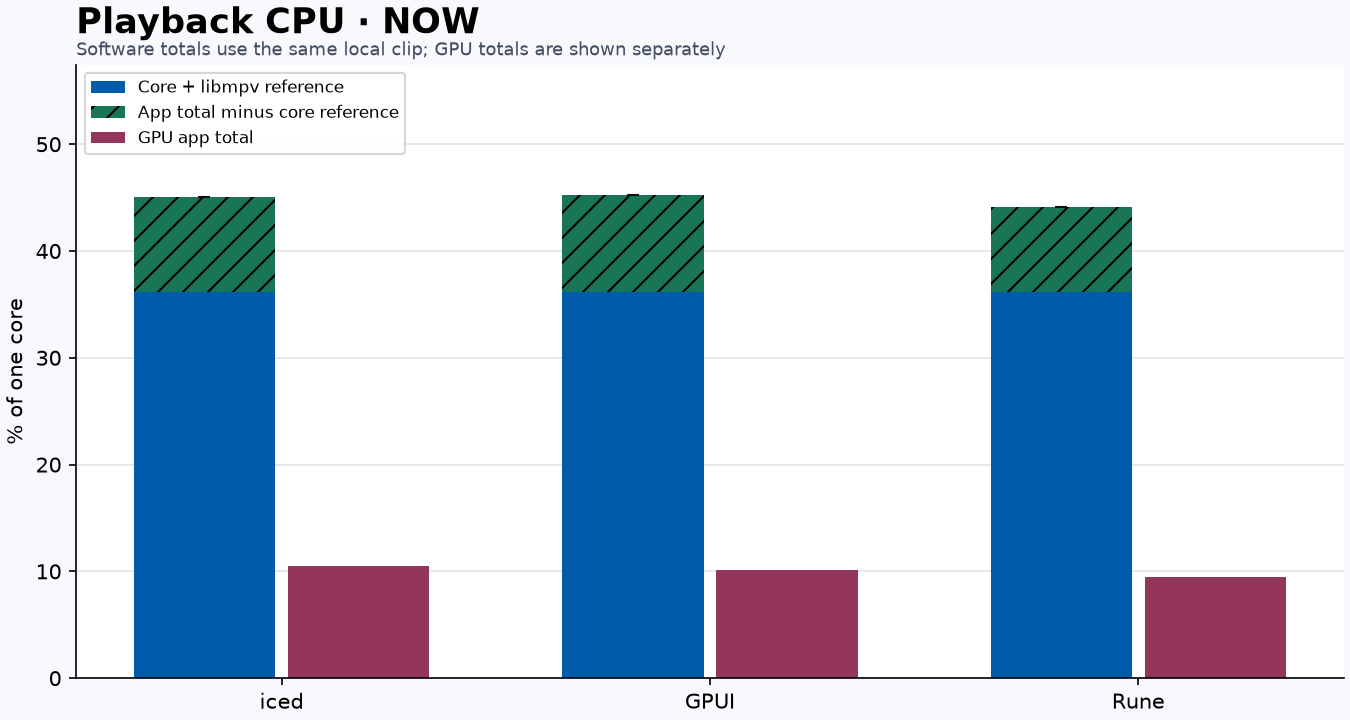 Playback CPU · NOW
Software totals use the same local clip; GPU totals are shown separately
Core + libmpv reference
App total minus core reference
GPU app total
% of one core
50
40
30
20
10
0
iced
GPUI
Rune